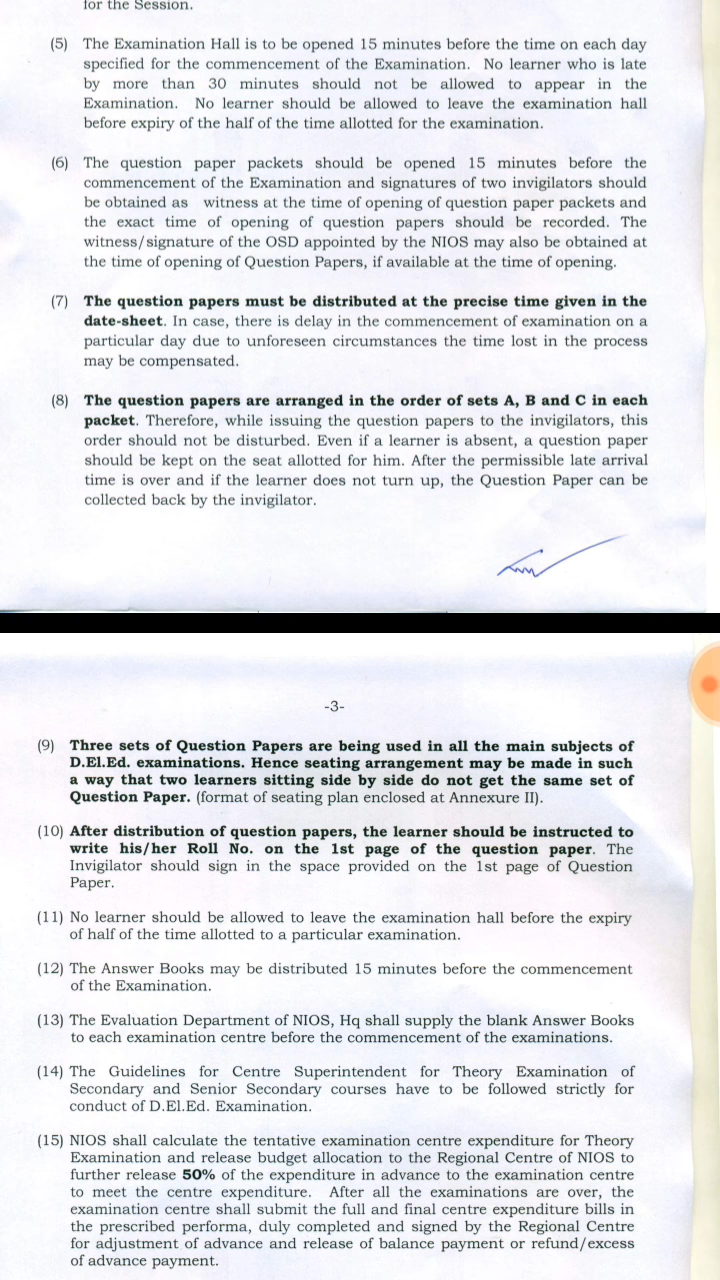 for the Session.
(5) The Examination Hall is to be opened 15 minutes before the time on each day
specified for the commencement of the Examination. No learner who is late
by more than 30 minutes should not be allowed to appear in the
Examination. No learner should be allowed to leave the examination hall
before expiry of the half of the time allotted for the examination.
(6) The question paper packets should be opened 15 minutes before the
commencement of the Examination and signatures of two invigilators should
be obtained as witness at the time of opening of question paper packets and
the exact time of opening of question papers should be recorded. The
witness/signature of the OSD appointed by the NIOS may also be obtained at
the time of opening of Question Papers, if available at the time of opening.
(7) The question papers must be distributed at the precise time given in the
date-sheet. In case, there is delay in the commencement of examination on a
particular day due to unforeseen circumstances the time lost in the process
may be compensated.
(8) The question papers are arranged in the order of sets A, B and C in each
packet. Therefore, while issuing the question papers to the invigilators, this
order should not be disturbed. Even if a learner is absent, a question paper
should be kept on the seat allotted for him. After the permissible late arrival
time is over and if the learner does not turn up, the Question Paper can be
collected back by the invigilator.
-3-
(9) Three sets of Question Papers are being used in all the main subjects of
D.El.Ed. examinations. Hence seating arrangement may be made in such
a way that two learners sitting side by side do not get the same set of
Question Paper. (format of seating plan enclosed at Annexure II).
(10) After distribution of question papers, the learner should be instructed to
write his/her Roll No. on the 1st page of the question paper. The
Invigilator should sign in the space provided on the 1st page of Question
Paper.
(11) No learner should be allowed to leave the examination hall before the expiry
of half of the time allotted to a particular examination.
(12) The Answer Books may be distributed 15 minutes before the commencement
of the Examination.
(13) The Evaluation Department of NIOS, Hq shall supply the blank Answer Books
to each examination centre before the commencement of the examinations.
(14) The Guidelines for Centre Superintendent for Theory Examination of
Secondary and Senior Secondary courses have to be followed strictly for
conduct of D.El.Ed. Examination.
(15) NIOS shall calculate the tentative examination centre expenditure for Theory
Examination and release budget allocation to the Regional Centre of NIOS to
further release 50% of the expenditure in advance to the examination centre
to meet the centre expenditure. After all the examinations are over, the
examination centre shall submit the full and final centre expenditure bills in
the prescribed performa, duly completed and signed by the Regional Centre
for adjustment of advance and release of balance payment or refund/excess
of advance payment.